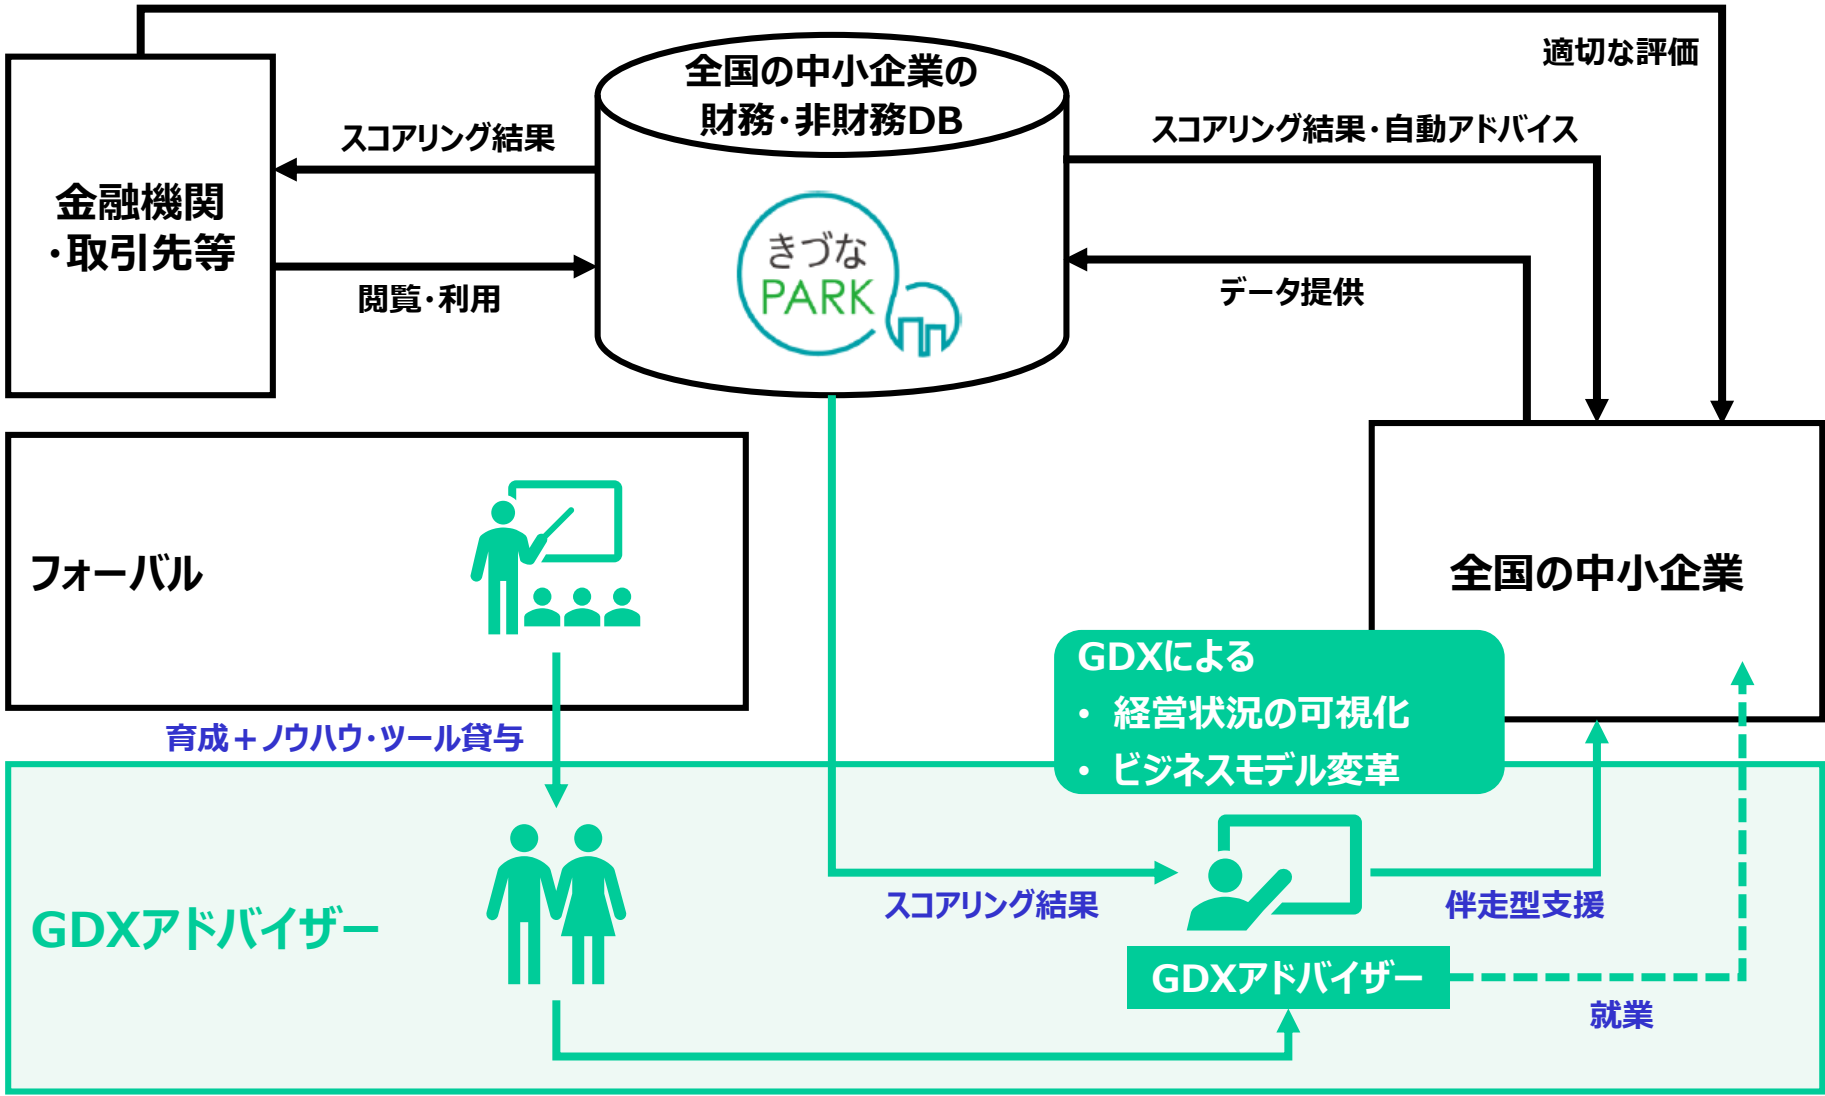 適切な評価
全国の中小企業の
財務・非財務DB
スコアリング結果
スコアリング結果・自動アドバイス
金融機関
・取引先等
きづな
PARK
閲覧・利用
データ提供
フォーバル
全国の中小企業
GDXによる
• 経営状況の可視化
• ビジネスモデル変革
育成+ノウハウ・ツール貸与
GDXアドバイザー
スコアリング結果
伴走型支援
GDXアドバイザー
就業